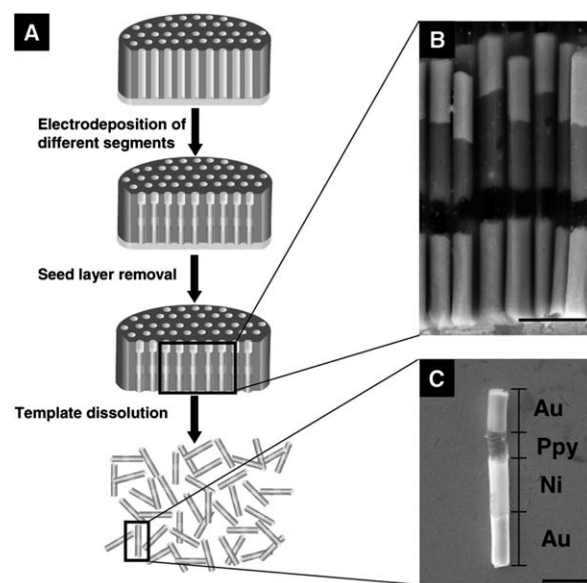 A
Electrodeposition of
different segments
Seed layer removal
Template dissolution
B
C
Au
Ppy
Ni
Au